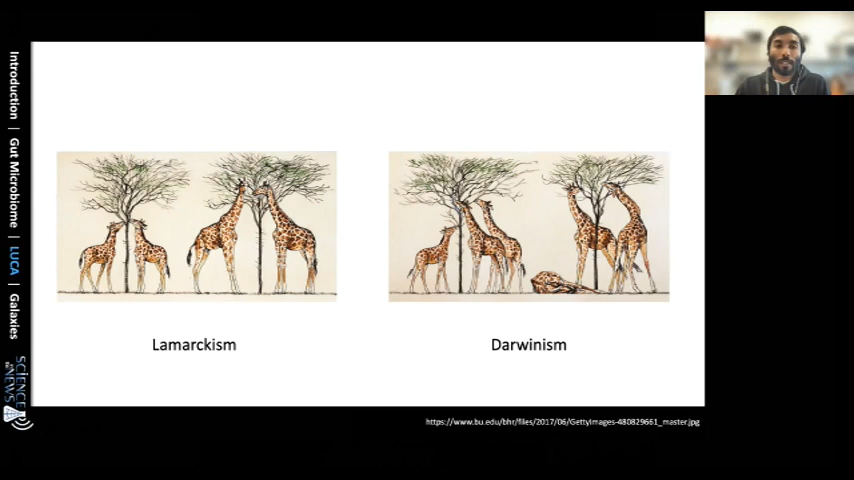 Introduction | Gut Microbiome | LUCA | Galaxies
SCIENCE
NEWS
Lamarckism
Darwinism
https://www.bu.edu/bhr/files/2017/06/GettyImages-480829661_master.jpg